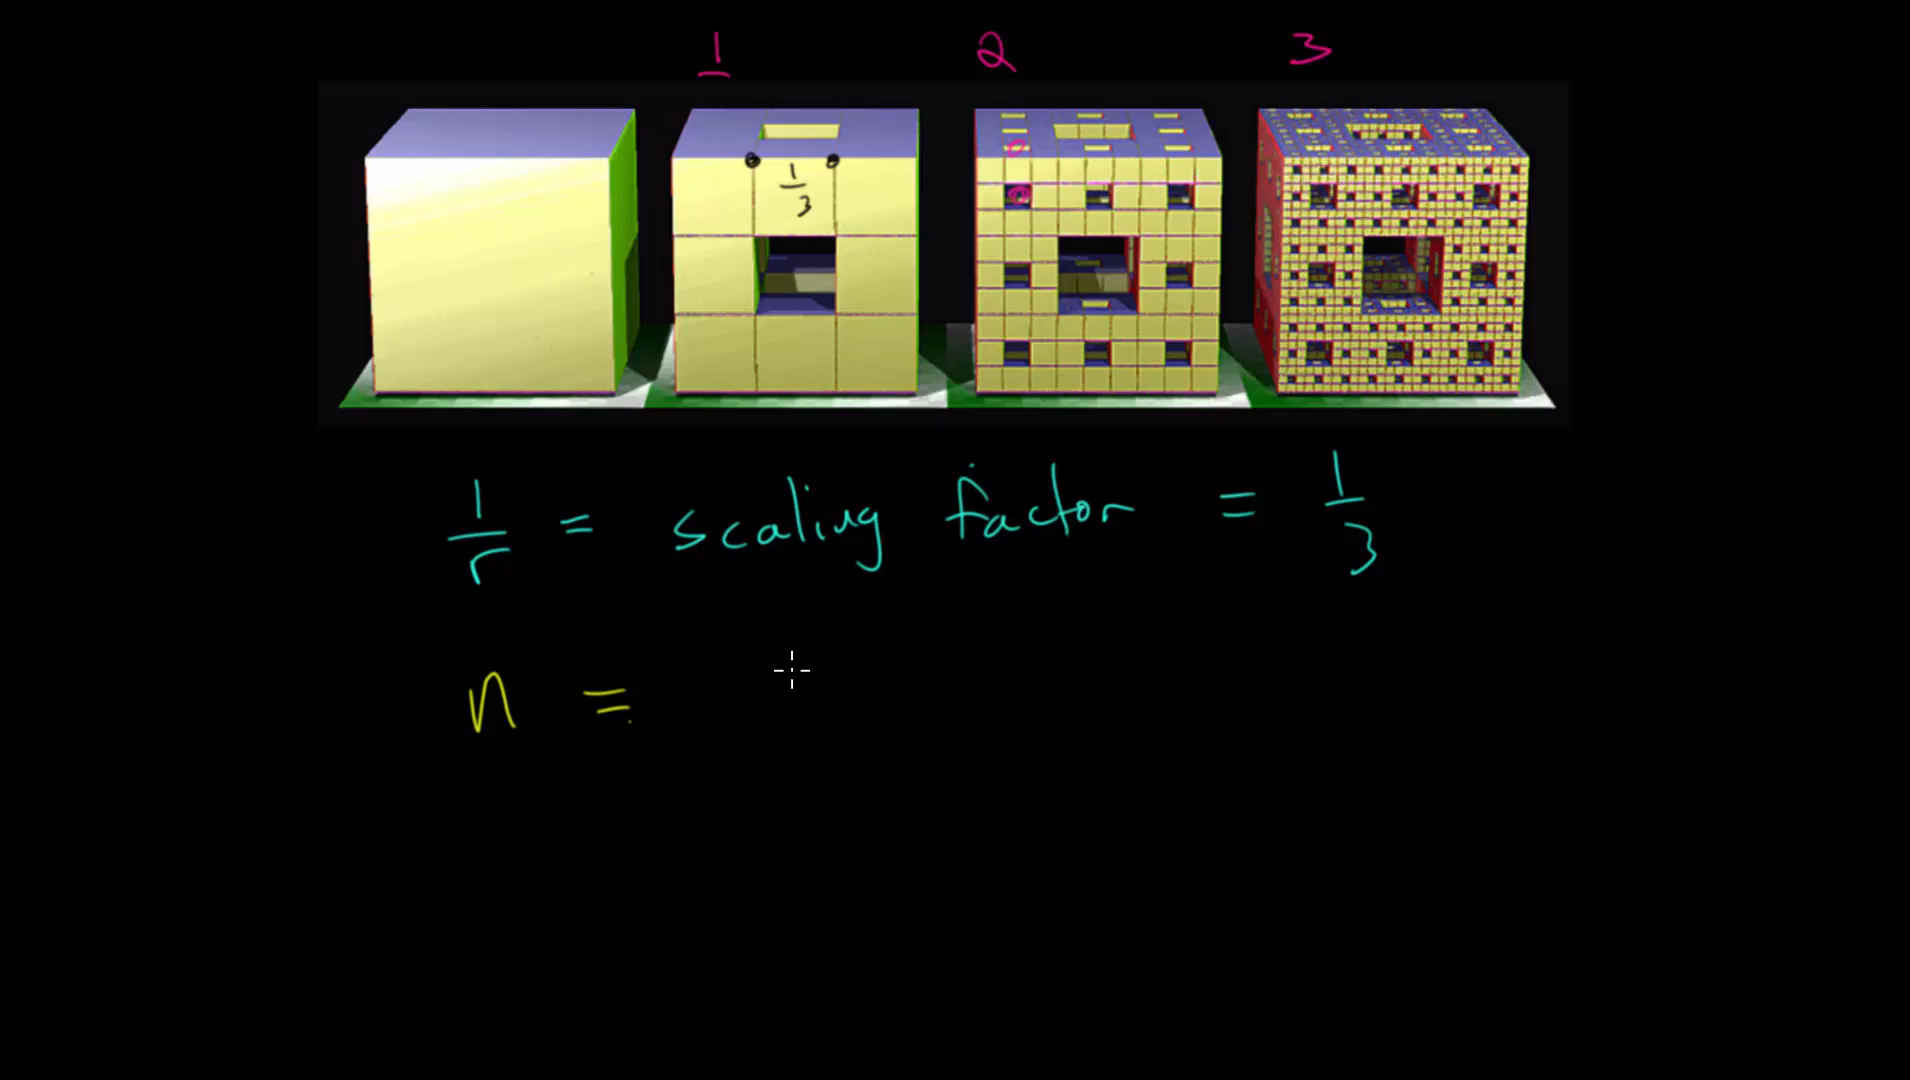 1 2 3
1/3
1/r = scaling factor = 1/3
n =